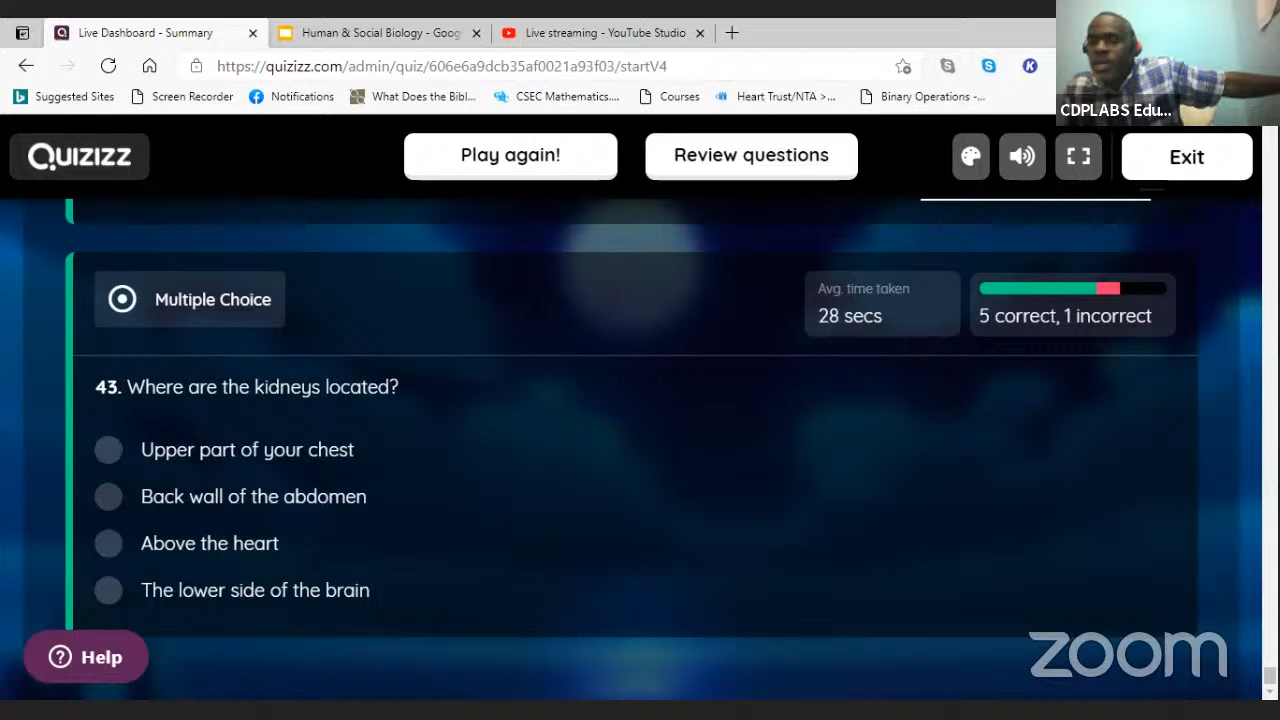 Live Dashboard - Summary
Human & Social Biology - Goog
Live streaming - YouTube Studio
https://quizizz.com/admin/quiz/606e6a9dcb35af0021a93f03/startV4
Suggested Sites
Screen Recorder
Notifications
What Does the Bibl...
CSEC Mathematics....
Courses
Heart Trust/NTA >...
Binary Operations -...
CDPLABS Edu...
Quizizz
Play again!
Review questions
Exit
Multiple Choice
Avg. time taken
28 secs
5 correct, 1 incorrect
43. Where are the kidneys located?
Upper part of your chest
Back wall of the abdomen
Above the heart
The lower side of the brain
Help
zoom